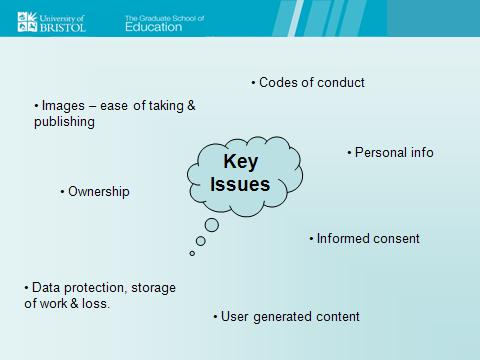 University of
BRISTOL
The Graduate School of
Education
• Codes of conduct
• Images – ease of taking &
publishing
Key
Issues
• Personal info
• Ownership
• Informed consent
• Data protection, storage
of work & loss.
• User generated content